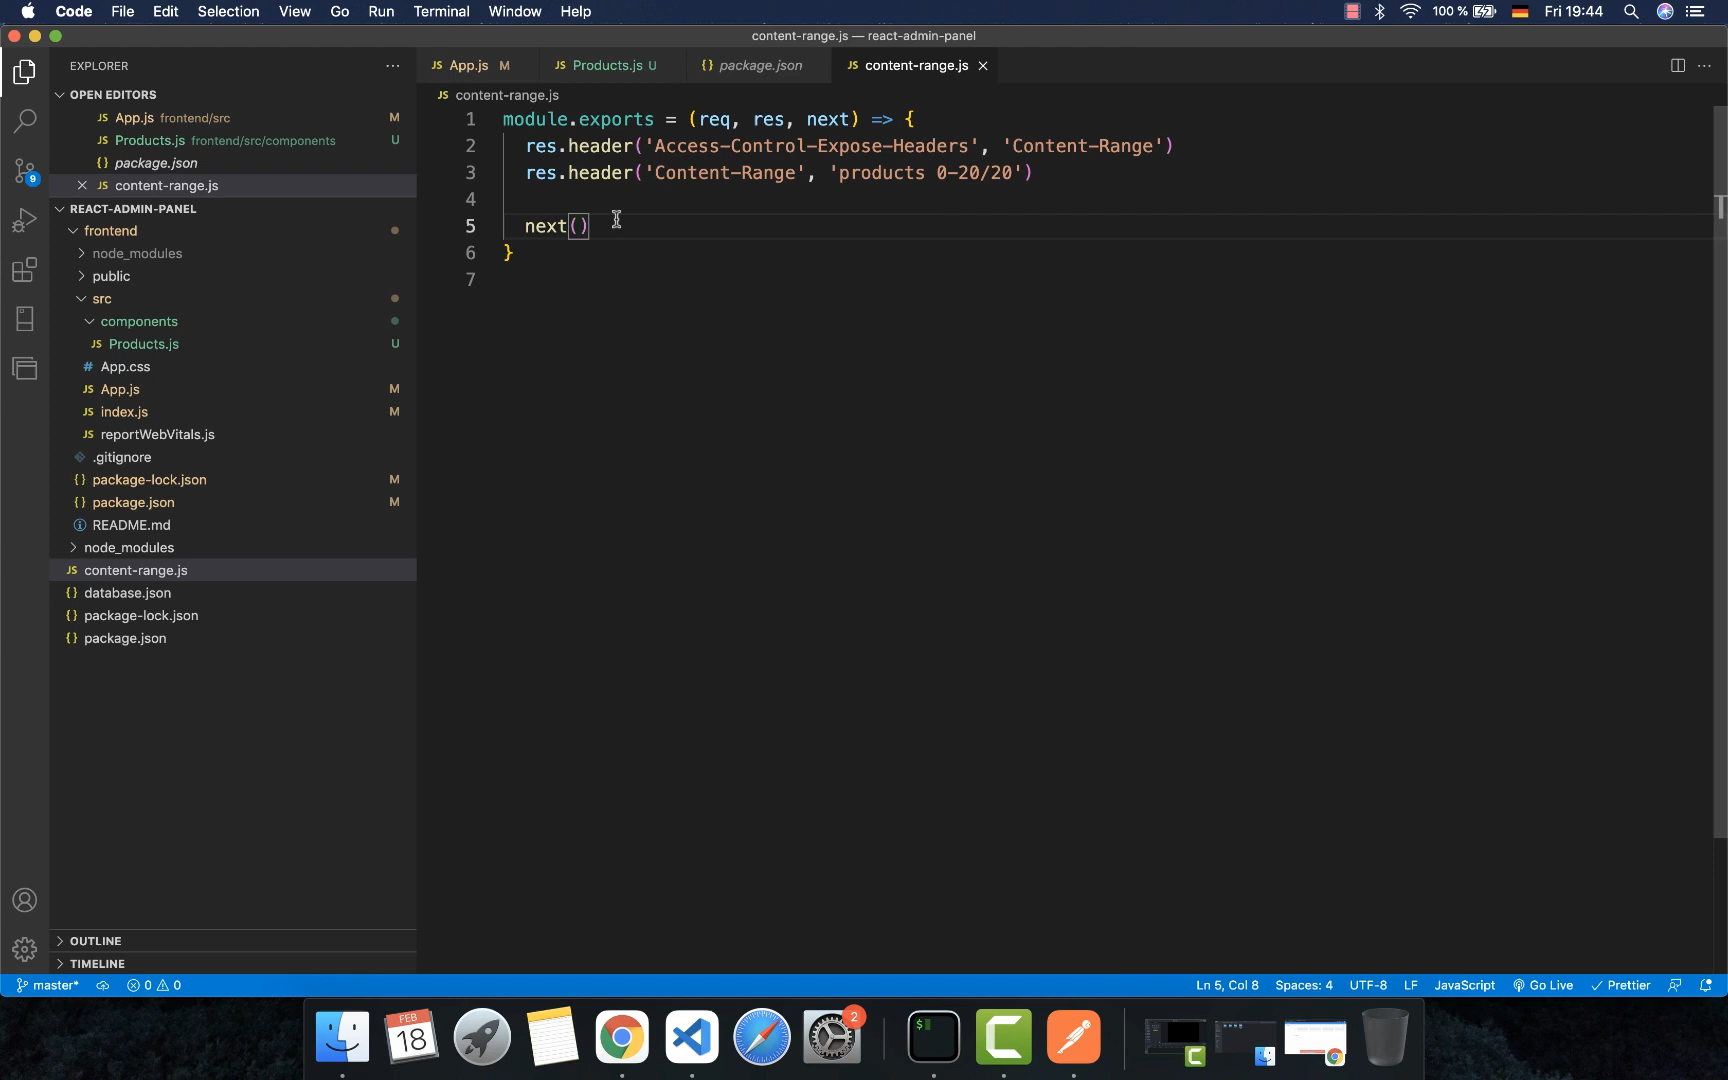 Code File Edit Selection View Go Run Terminal Window Help 100 % Fri 19:44
content-range.js — react-admin-panel
EXPLORER
JS App.js M JS Products.js U {} package.json JS content-range.js
OPEN EDITORS
JS App.js frontend/src M
JS Products.js frontend/src/components U
{} package.json
JS content-range.js
9
REACT-ADMIN-PANEL
frontend
node_modules
public
src
components
JS Products.js U
# App.css
JS App.js M
JS index.js M
JS reportWebVitals.js
.gitignore
{} package-lock.json M
{} package.json M
README.md
node_modules
JS content-range.js
{} database.json
{} package-lock.json
{} package.json
OUTLINE
TIMELINE
JS content-range.js
1 module.exports = (req, res, next) => {
2 res.header('Access-Control-Expose-Headers', 'Content-Range')
3 res.header('Content-Range', 'products 0-20/20')
4
5 next()
6 }
7
master* 0 0 Ln 5, Col 8 Spaces: 4 UTF-8 LF JavaScript Go Live Prettier
FEB
18
2
$